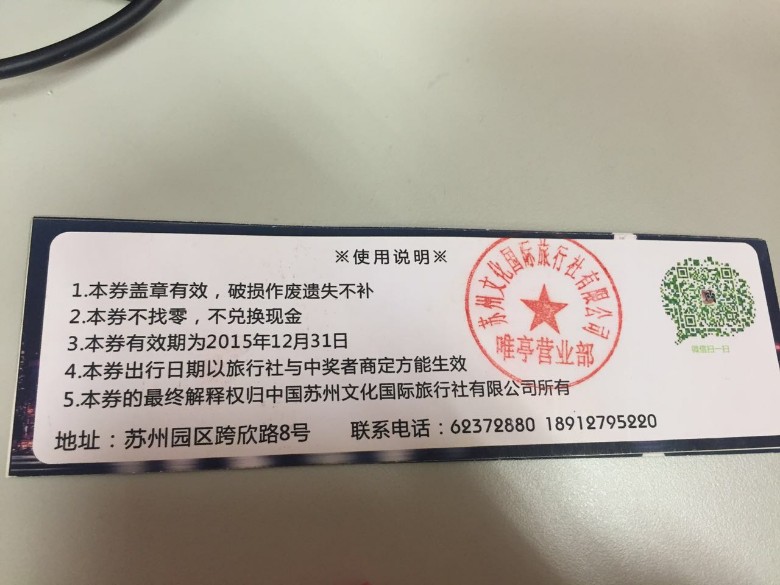 ※使用说明※
1.本券盖章有效，破损作废遗失不补
2.本券不找零，不兑换现金
3.本券有效期为2015年12月31日
4.本券出行日期以旅行社与中奖者商定方能生效
5.本券的最终解释权归中国苏州文化国际旅行社有限公司所有
地址：苏州园区跨欣路8号 联系电话：62372880 18912795220
苏州文化国际旅行社有限公司
唯亭营业部
微信扫一扫